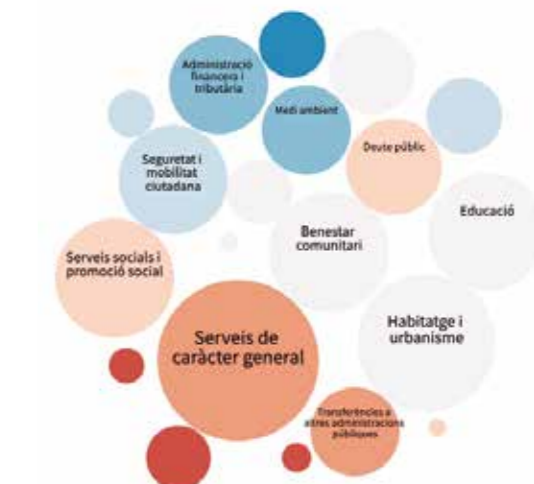 Administració
financera i
tributària
Medi ambient
Deute públic
Seguretat i
mobilitat
ciutadana
Educació
Benestar
comunitari
Serveis socials i
promoció social
Habitatge i
urbanisme
Serveis de
caràcter general
Transferències a
altres administracions
públiques